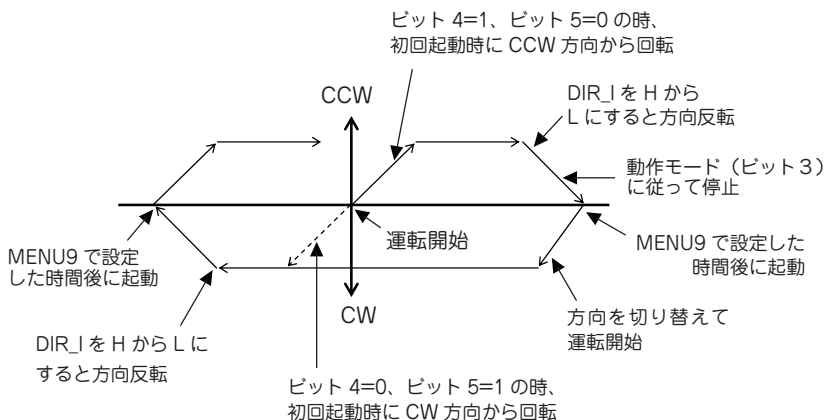 ビット 4=1、ビット 5=0 の時、
初回起動時に CCW 方向から回転
CCW
DIR_I を H から
L にすると方向反転
動作モード（ビット３）
に従って停止
運転開始
MENU9 で設定
した時間後に起動
MENU9 で設定した
時間後に起動
CW
方向を切り替えて
運転開始
DIR_I を H から L に
すると方向反転
ビット 4=0、ビット 5=1 の時、
初回起動時に CW 方向から回転